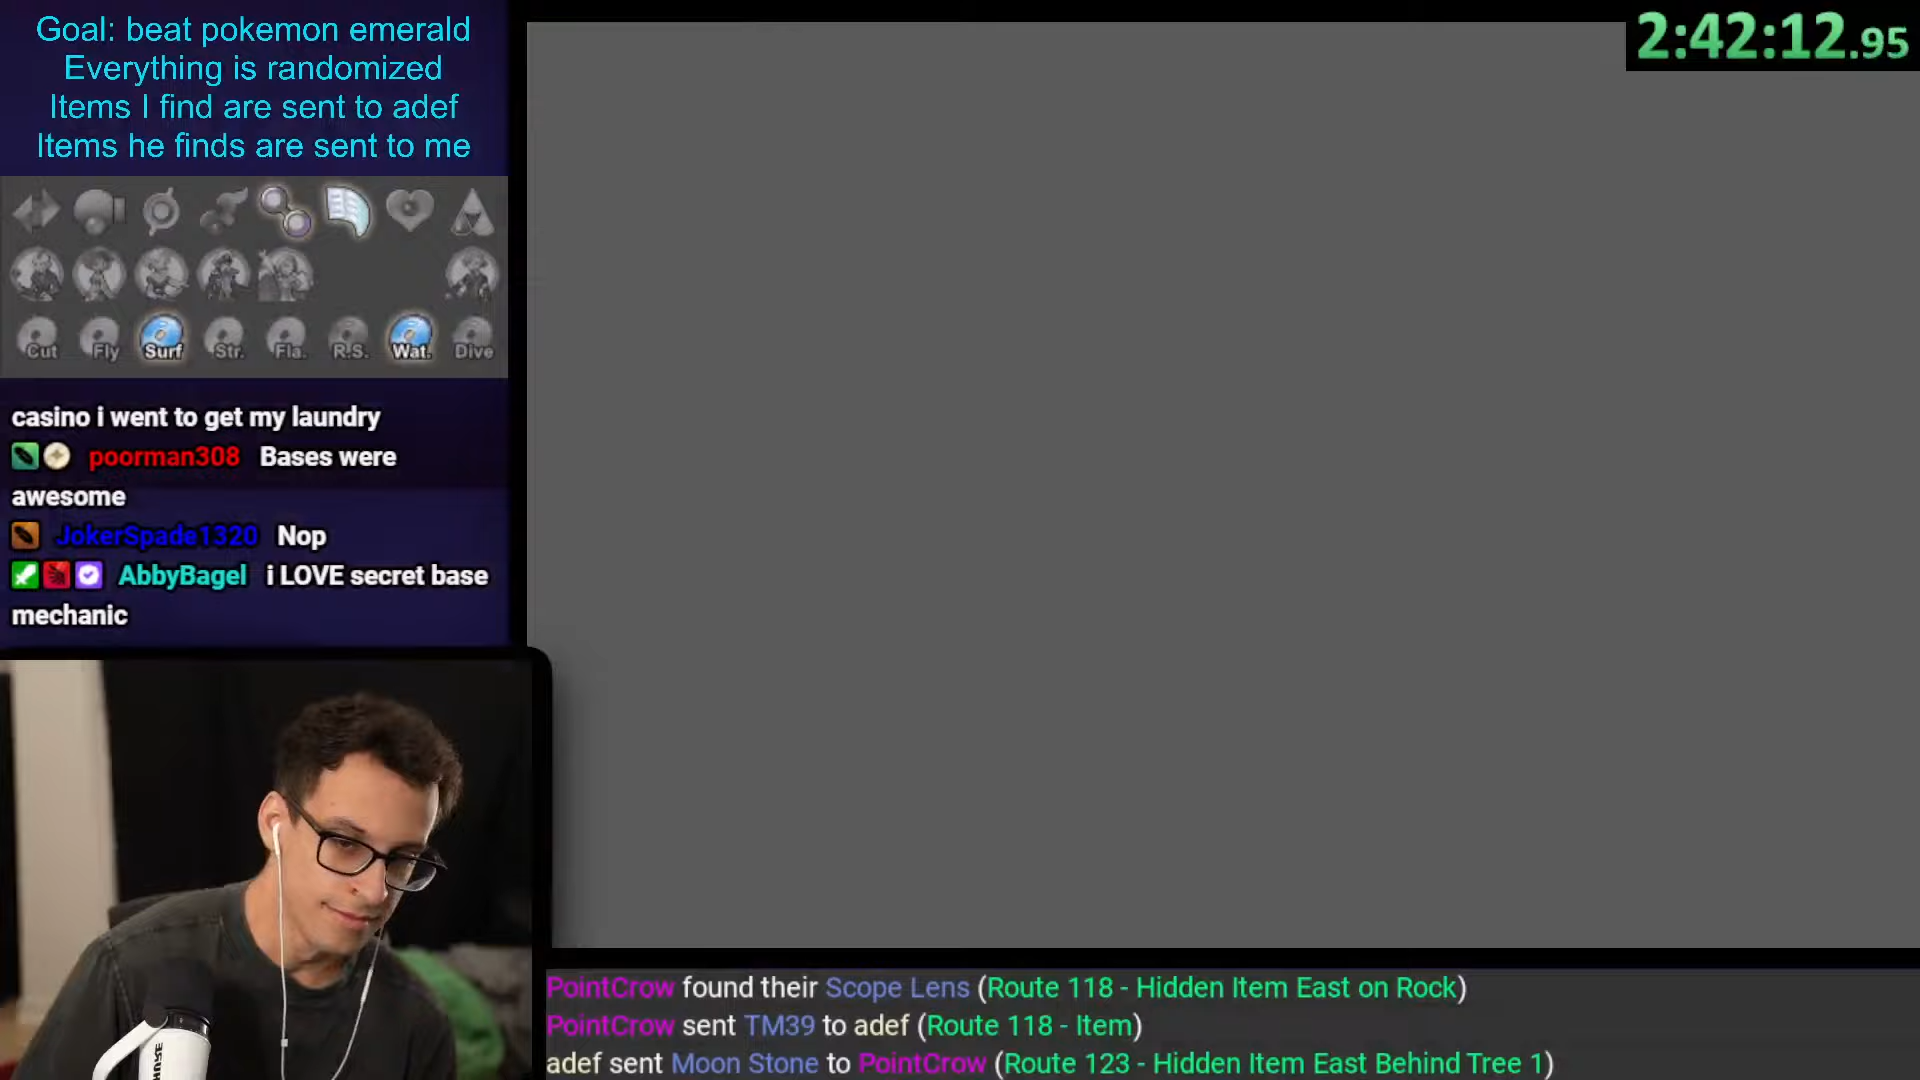 Goal: beat pokemon emerald
Everything is randomized
Items I find are sent to adef
Items he finds are sent to me
2:42:12.95
Cut Fly Surf Str. Fla. R.S. Wat. Dive
casino i went to get my laundry
poorman308 Bases were
awesome
JokerSpade1320 Nop
AbbyBagel i LOVE secret base
mechanic
PointCrow found their Scope Lens (Route 118 - Hidden Item East on Rock)
PointCrow sent TM39 to adef (Route 118 - Item)
adef sent Moon Stone to PointCrow (Route 123 - Hidden Item East Behind Tree 1)